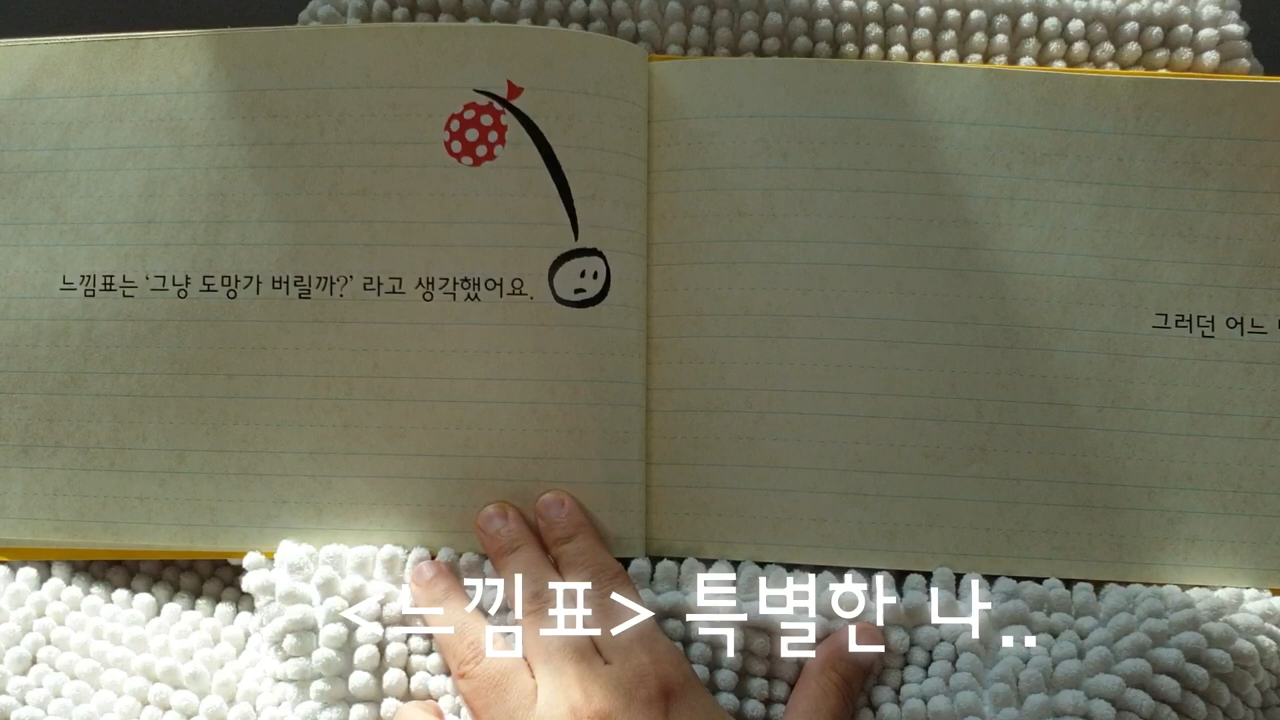 느낌표는 ‘그냥 도망가 버릴까?’ 라고 생각했어요.
그러던 어느
<느낌표> 특별한 나..